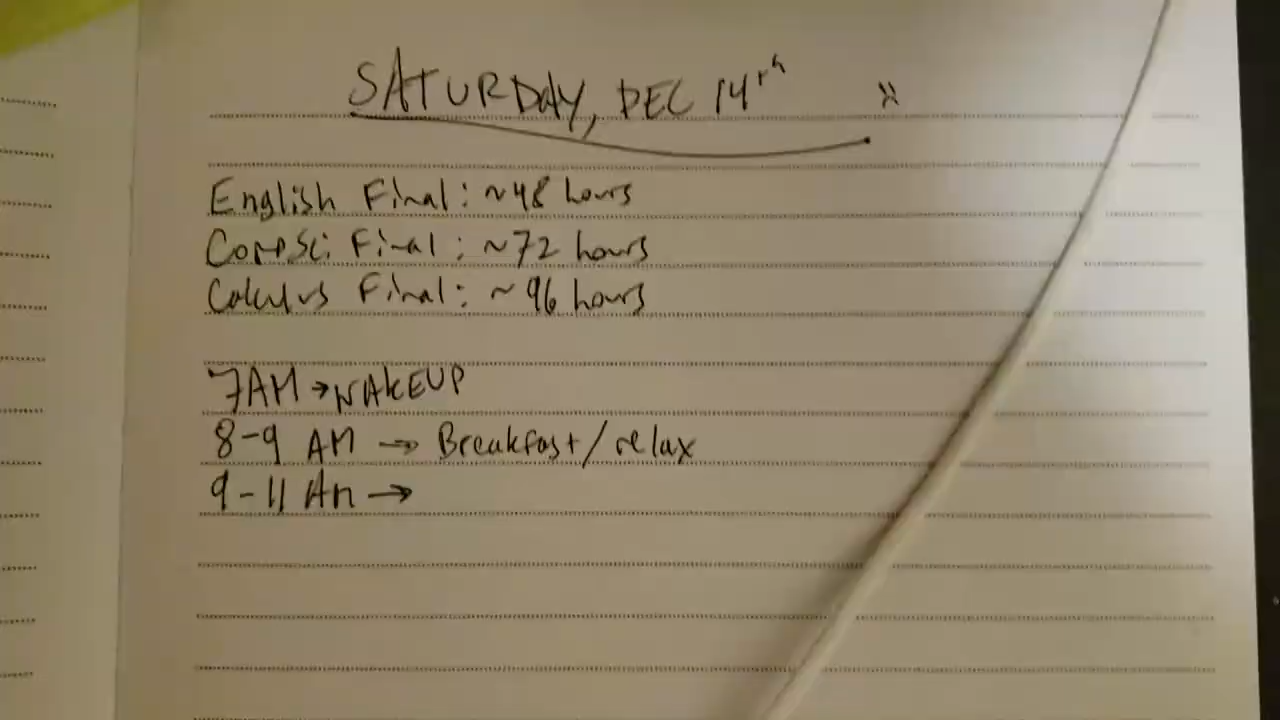 SATURDAY, DEC 14th
English Final: ~48 hours
CompSci Final: ~72 hours
Calculus Final: ~96 hours
7AM → WAKEUP
8-9 AM → Breakfast/relax
9-11 AM →